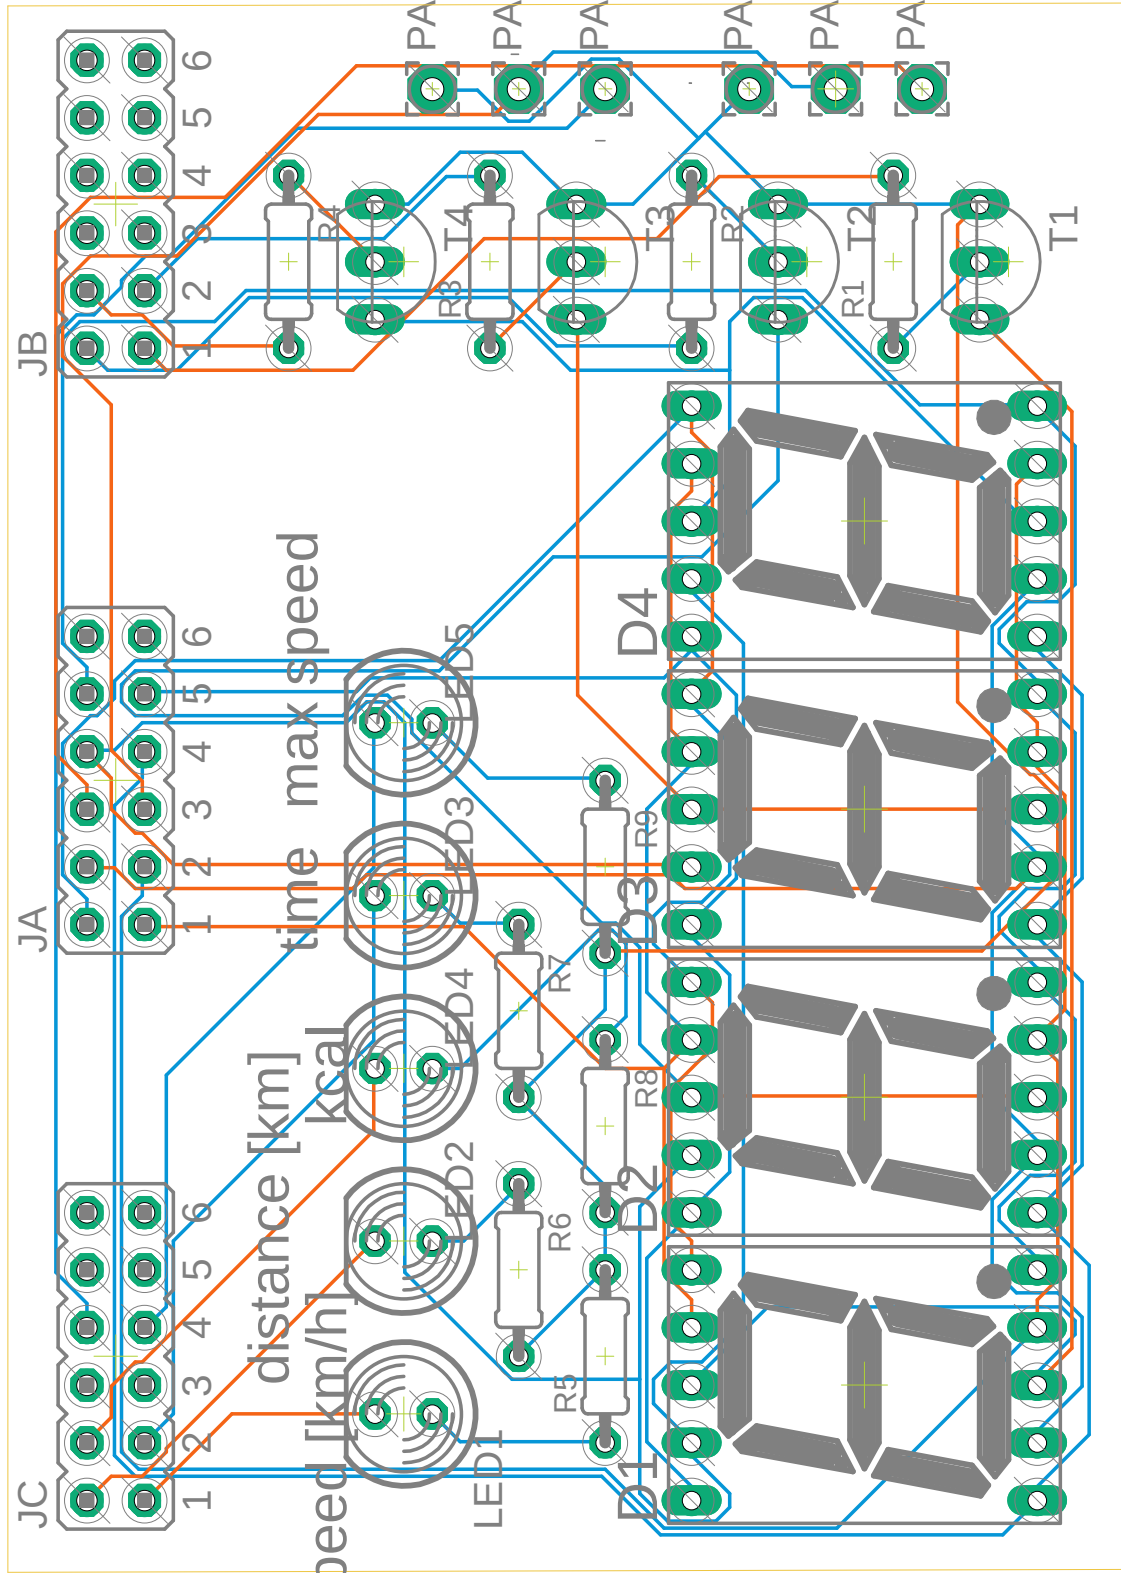 PA
PA
PA
PA
PA
PA
6
5
4
3
2
1
JB
R4
T4
R3
T3
R2
T2
R1
T1
6
5
4
3
2
1
JA
max speed
time
kcal
distance [km]
peed [km/h]
LED5
LED3
LED4
LED2
LED1
R9
R7
R8
R6
R5
D4
D3
D2
D1
6
5
4
3
2
1
JC